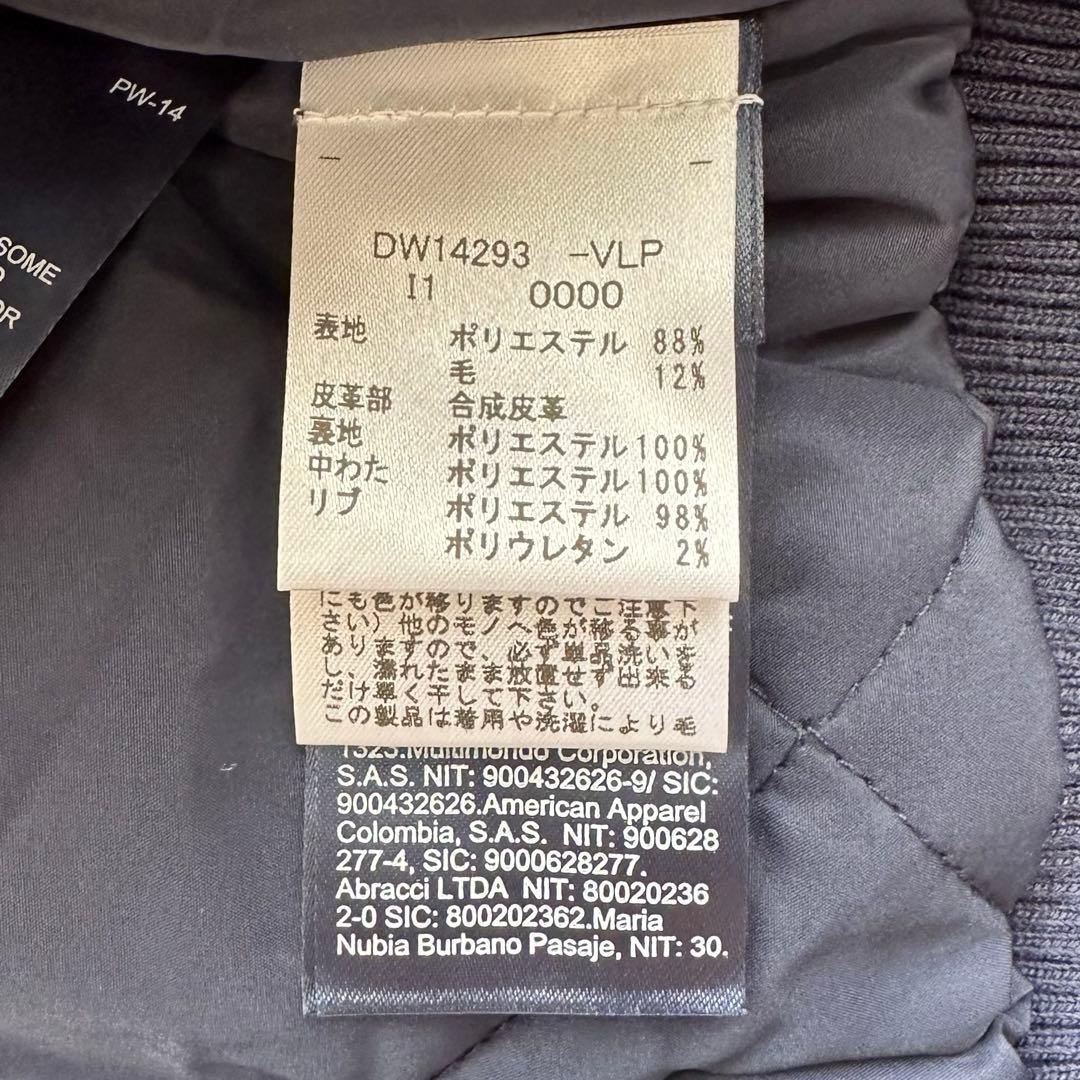 PW-14
SOME
OR
DW14293 -VLP
I1 0000
表地 ポリエステル 88%
毛 12%
皮革部 合成皮革
裏地 ポリエステル 100%
中わた ポリエステル 100%
リブ ポリエステル 98%
ポリウレタン 2%
にも色が移りますのでご注意下
さい)他のモノへ色が移る事が
ありますので、必ず単品洗いを
し、濡れたまま放置せず出来る
だけ早く干して下さい。
この製品は着用や洗濯により毛
1323.Multimondo Corporation,
S.A.S. NIT: 900432626-9/ SIC:
900432626.American Apparel
Colombia, S.A.S. NIT: 900628
277-4, SIC: 9000628277.
Abracci LTDA NIT: 80020236
2-0 SIC: 800202362.Maria
Nubia Burbano Pasaje, NIT: 30.